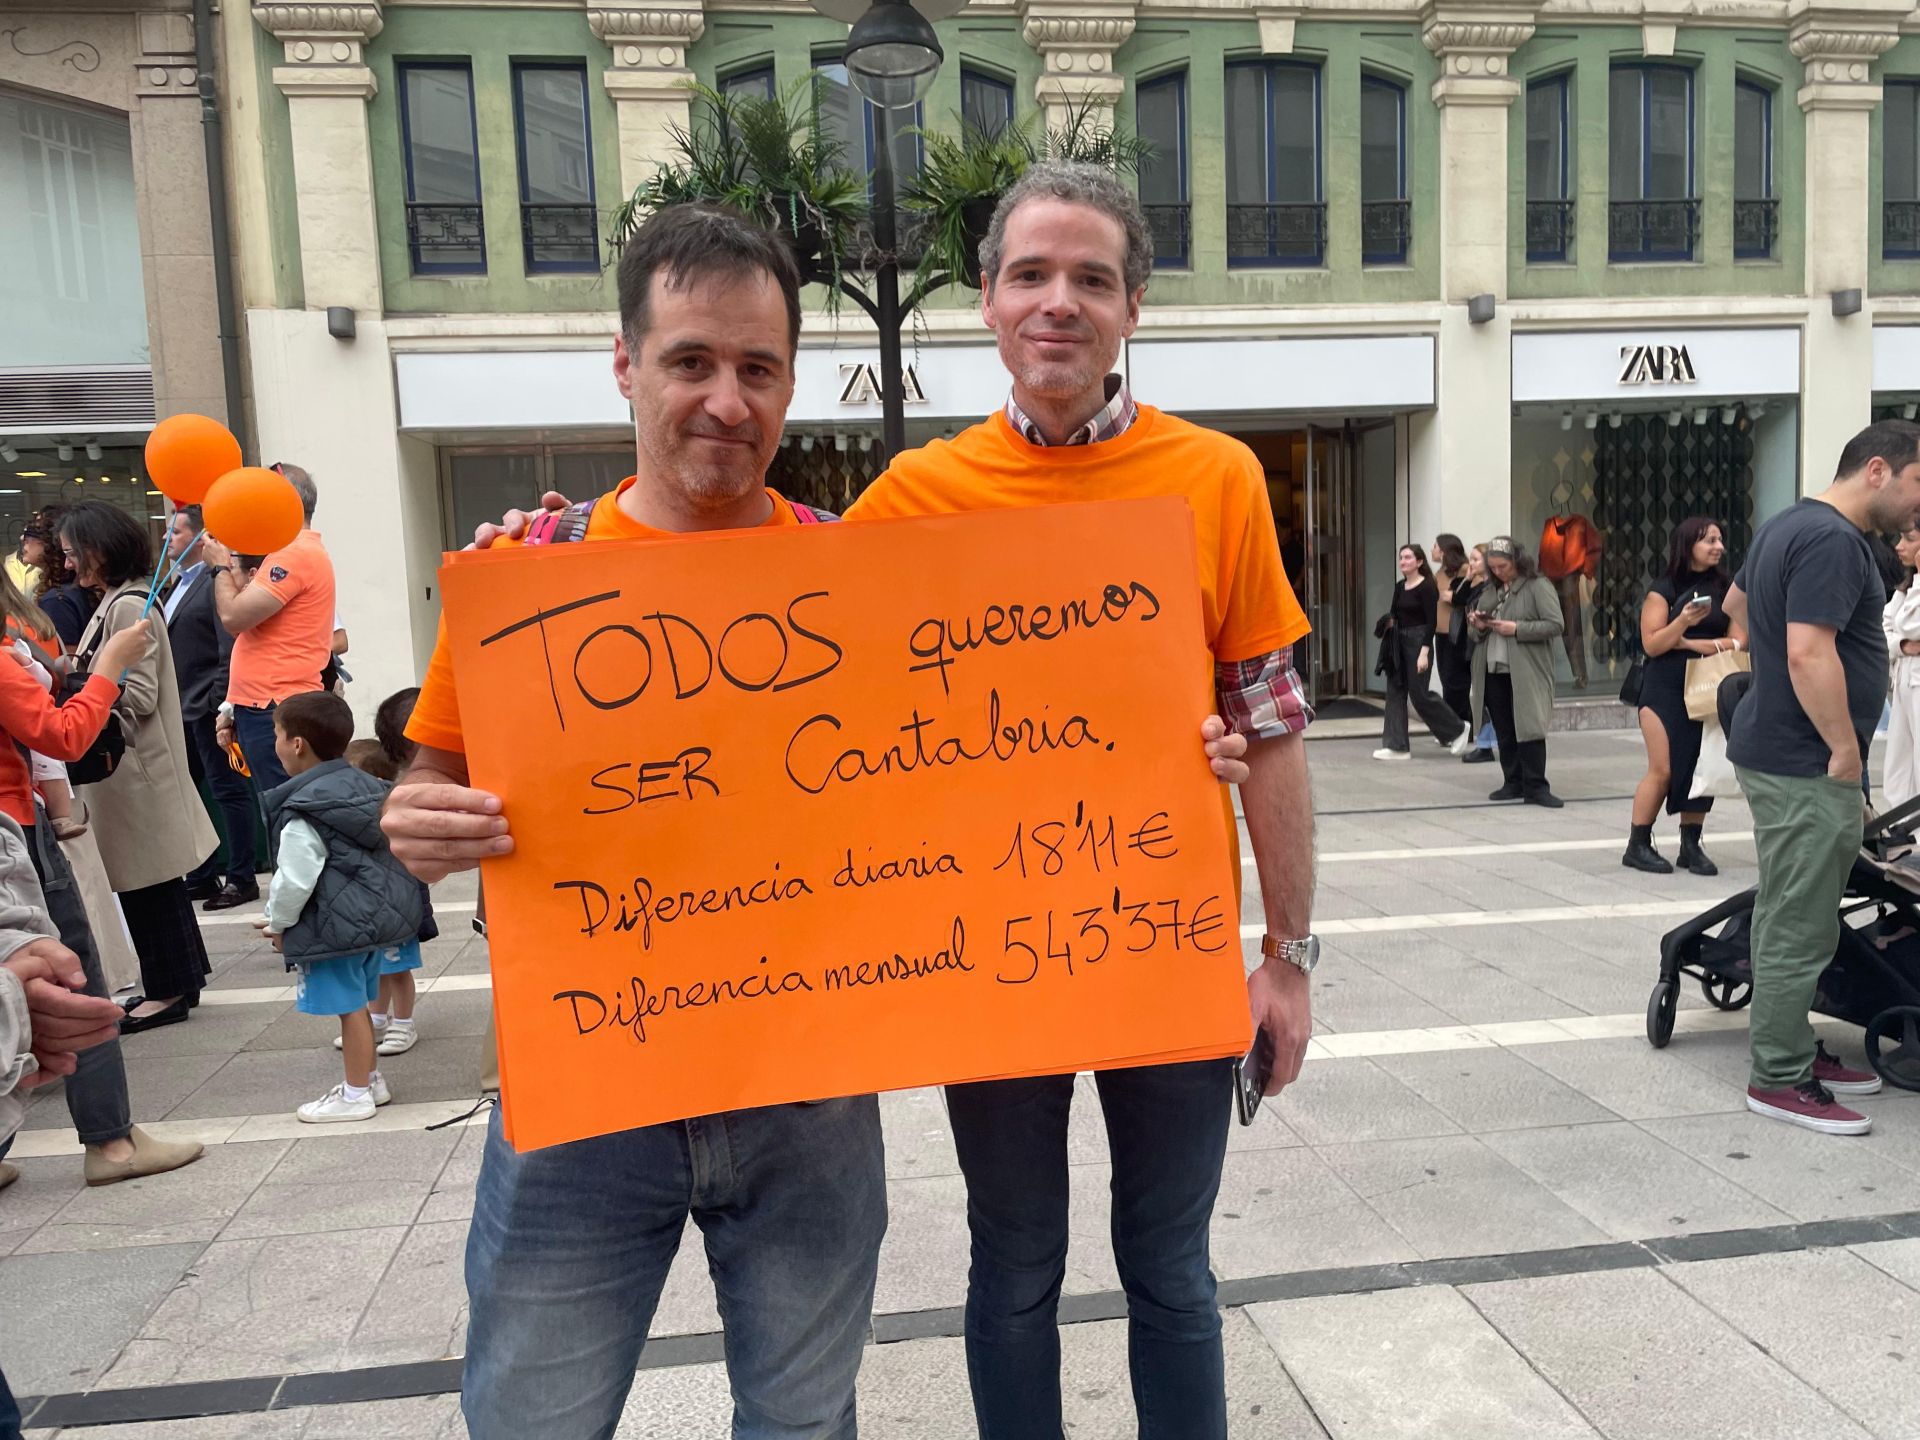 ZARA
ZARA
TODOS queremos
SER Cantabria.
Diferencia diaria 18'11€
Diferencia mensual 543'37€